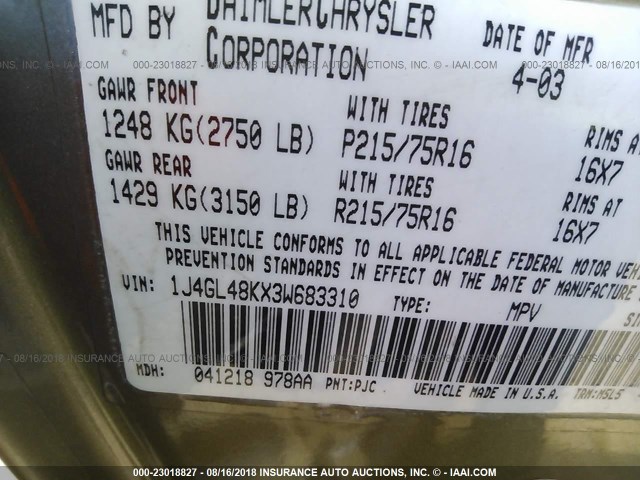 MFD BY DAIMLERCHRYSLER CORPORATION DATE OF MFR 4-03
GAWR FRONT WITH TIRES RIMS AT
1248 KG(2750 LB) P215/75R16 16X7
GAWR REAR WITH TIRES RIMS AT
1429 KG(3150 LB) R215/75R16 16X7
THIS VEHICLE CONFORMS TO ALL APPLICABLE FEDERAL MOTOR
PREVENTION STANDARDS IN EFFECT ON THE DATE OF MANUFACTURE
VIN: 1J4GL48KX3W683310 TYPE: MPV
MDH: 041218 978AA PNT:PJC VEHICLE MADE IN U.S.A. TRM:MSL5
000-23018827 - 08/16/2018 INSURANCE AUTO AUCTIONS, INC. - © - IAAI.COM